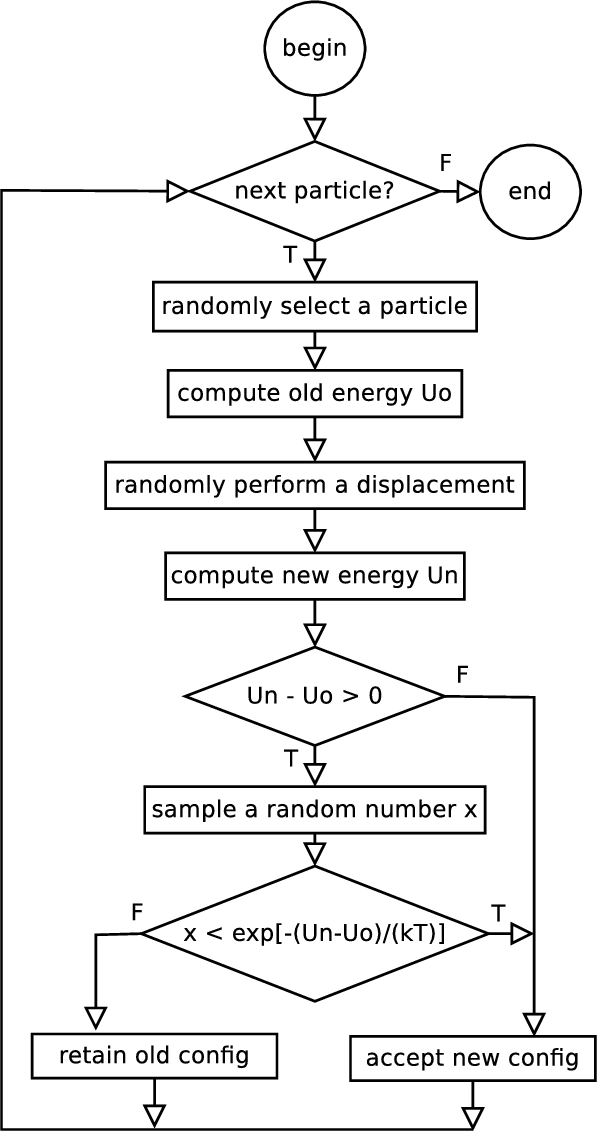 begin
next particle?
F
end
T
randomly select a particle
compute old energy Uo
randomly perform a displacement
compute new energy Un
Un - Uo > 0
F
T
sample a random number x
x < exp[-(Un-Uo)/(kT)]
F
T
retain old config
accept new config